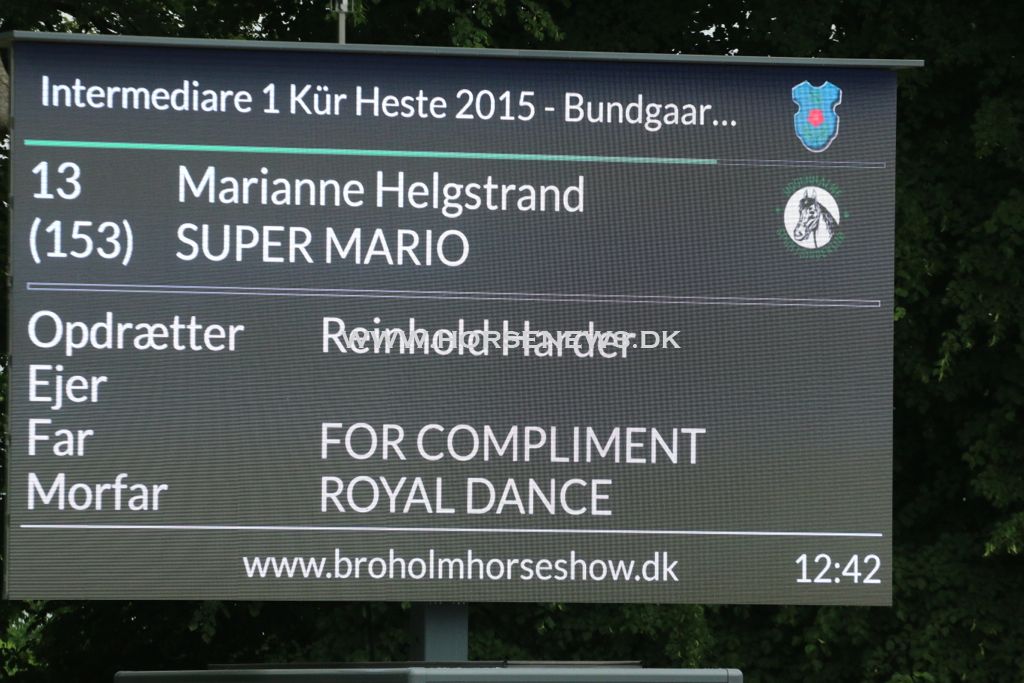 Intermediare 1 Kür Heste 2015 - Bundgaar...
13 Marianne Helgstrand
(153) SUPER MARIO
Opdrætter Reinhold Harder
WWW.HORSENEWS.DK
Ejer
Far FOR COMPLIMENT
Morfar ROYAL DANCE
www.broholmhorseshow.dk 12:42